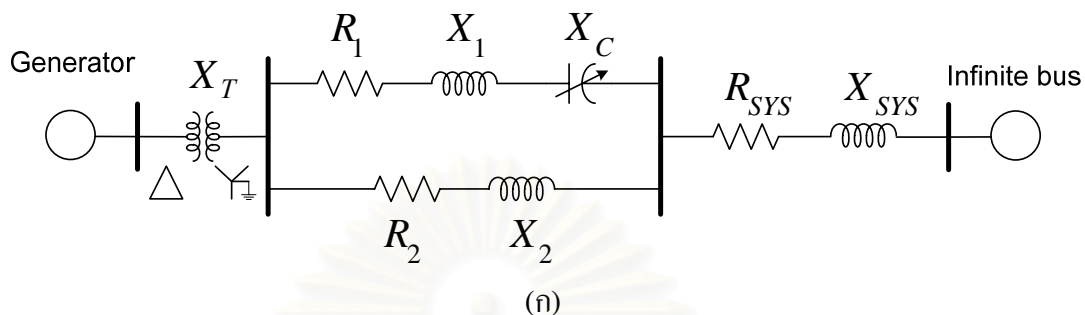 Generator
X_T
R_1
X_1
X_C
R_SYS
X_SYS
Infinite bus
R_2
X_2
(ก)